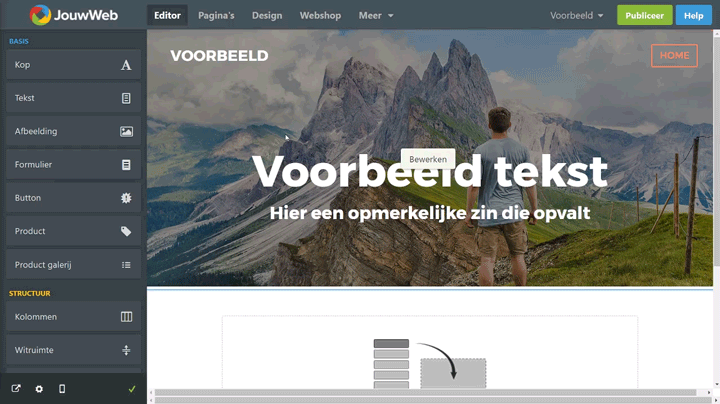 JouwWeb
Editor
Pagina's
Design
Webshop
Meer
Voorbeeld
Publiceer
Help
BASIS
Kop
Tekst
Afbeelding
Formulier
Button
Product
Product galerij
STRUCTUUR
Kolommen
Witruimte
VOORBEELD
HOME
Bewerken
Voorbeeld tekst
Hier een opmerkelijke zin die opvalt